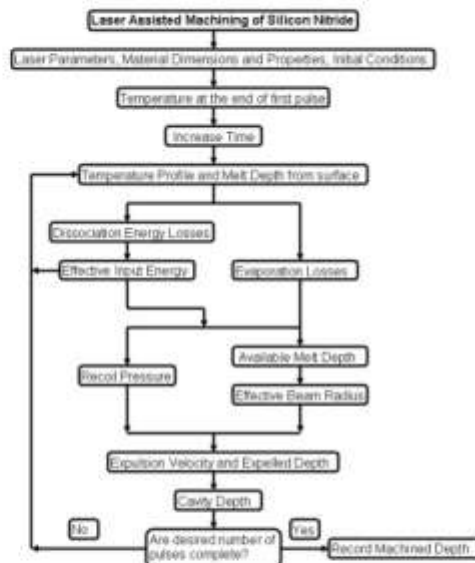 Laser Assisted Machining of Silicon Nitride
Laser Parameters, Material Dimensions and Properties, Initial Conditions
Temperature at the end of first pulse
Increase Time
Temperature Profile and Melt Depth from surface
Dissociation Energy Losses
Effective Input Energy
Evaporation Losses
Available Melt Depth
Recoil Pressure
Effective Beam Radius
Expulsion Velocity and Expelled Depth
Cavity Depth
No
Are desired number of
pulses complete?
Yes
Record Machined Depth